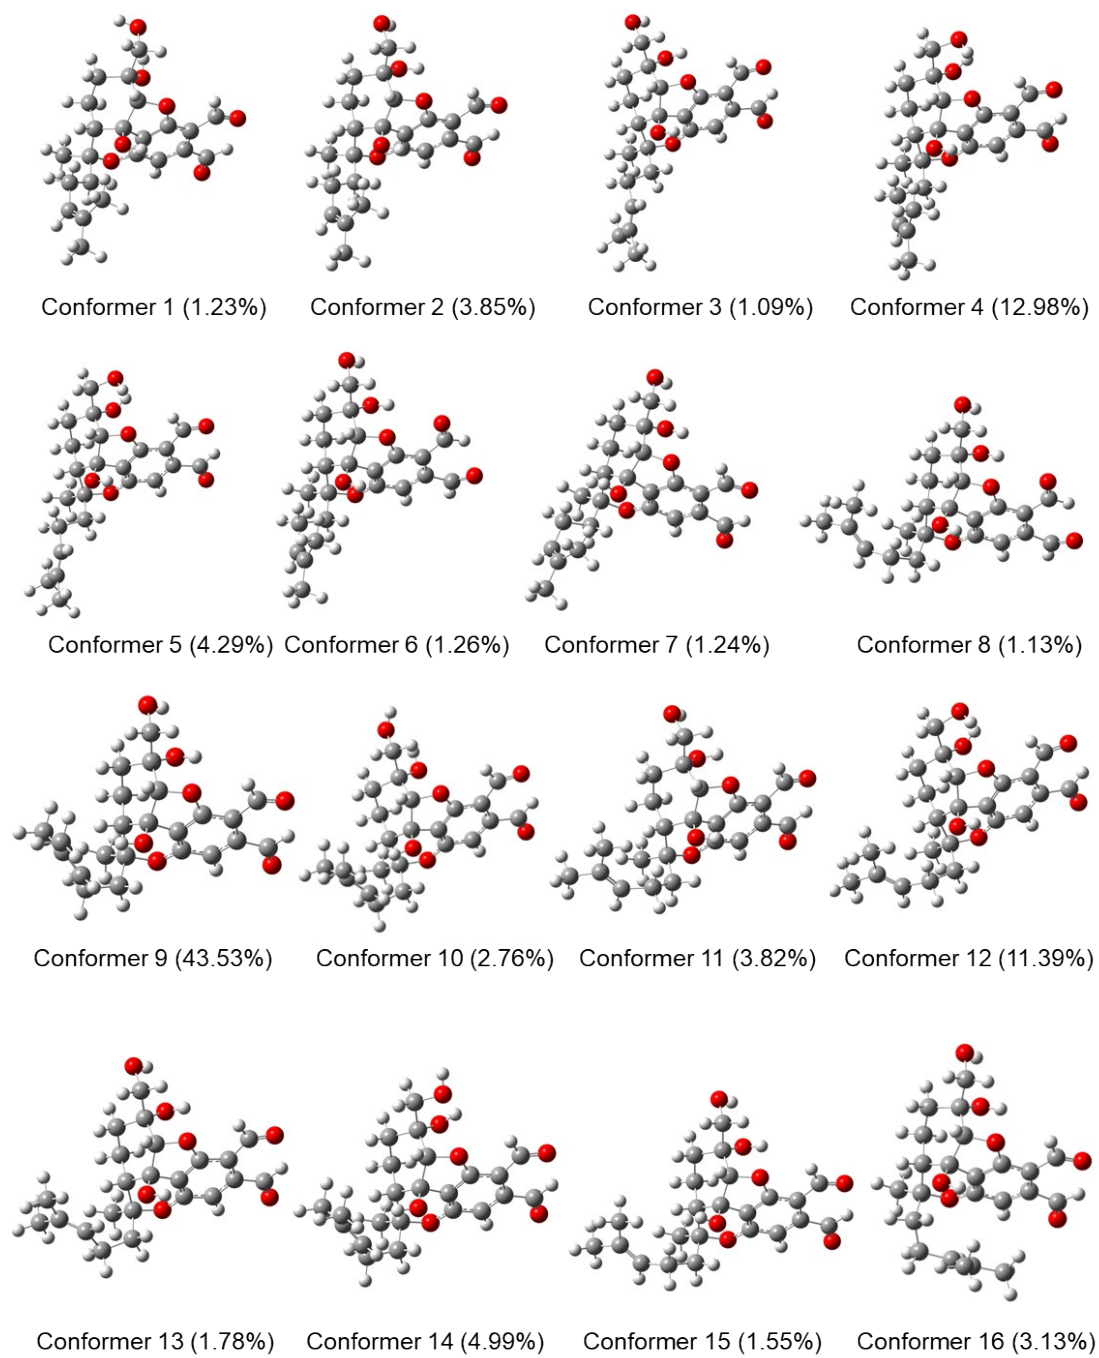 Conformer 1 (1.23%) Conformer 2 (3.85%) Conformer 3 (1.09%) Conformer 4 (12.98%)
Conformer 5 (4.29%) Conformer 6 (1.26%) Conformer 7 (1.24%) Conformer 8 (1.13%)
Conformer 9 (43.53%) Conformer 10 (2.76%) Conformer 11 (3.82%) Conformer 12 (11.39%)
Conformer 13 (1.78%) Conformer 14 (4.99%) Conformer 15 (1.55%) Conformer 16 (3.13%)